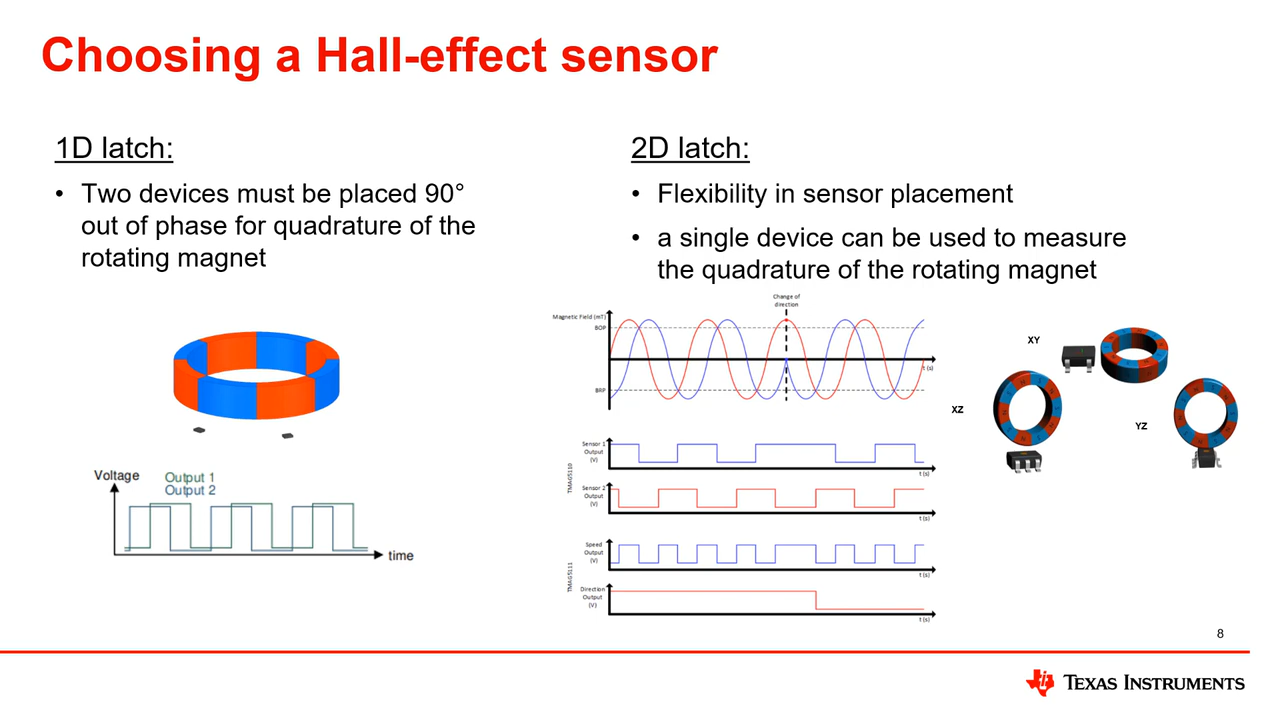 Choosing a Hall-effect sensor
1D latch:
• Two devices must be placed 90°
out of phase for quadrature of the
rotating magnet
Voltage
Output 1
Output 2
time
2D latch:
• Flexibility in sensor placement
• a single device can be used to measure
the quadrature of the rotating magnet
Change of
direction
Magnetic Field (mT)
BOP
BRP
t (s)
TMAG5110
Sensor 1
Output
(V)
t (s)
Sensor 2
Output
(V)
t (s)
TMAG5111
Speed
Output
(V)
t (s)
Direction
Output
(V)
t (s)
XY
XZ
YZ
8
TEXAS INSTRUMENTS